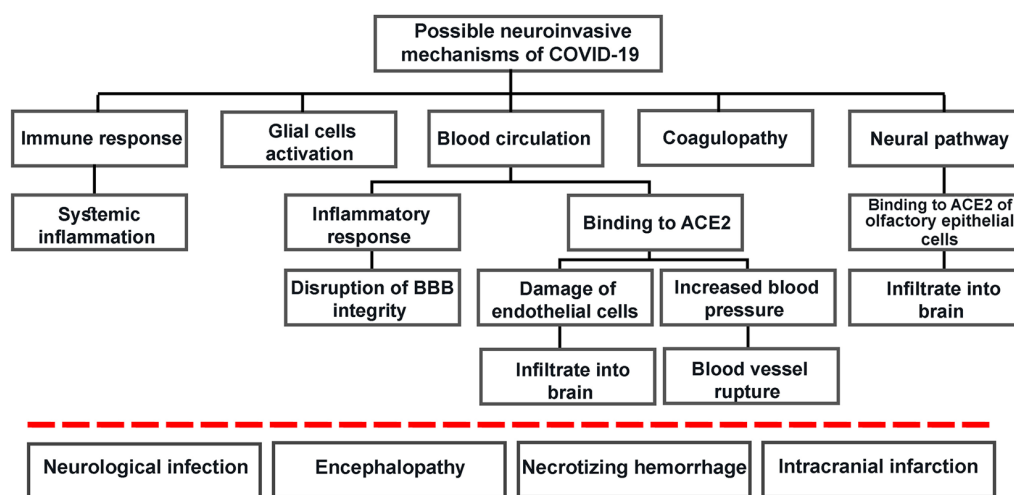 Possible neuroinvasive
mechanisms of COVID-19
Immune response
Glial cells
activation
Blood circulation
Coagulopathy
Neural pathway
Systemic
inflammation
Inflammatory
response
Binding to ACE2
Binding to ACE2 of
olfactory epithelial
cells
Disruption of BBB
integrity
Damage of
endothelial cells
Increased blood
pressure
Infiltrate into
brain
Infiltrate into
brain
Blood vessel
rupture
Neurological infection
Encephalopathy
Necrotizing hemorrhage
Intracranial infarction